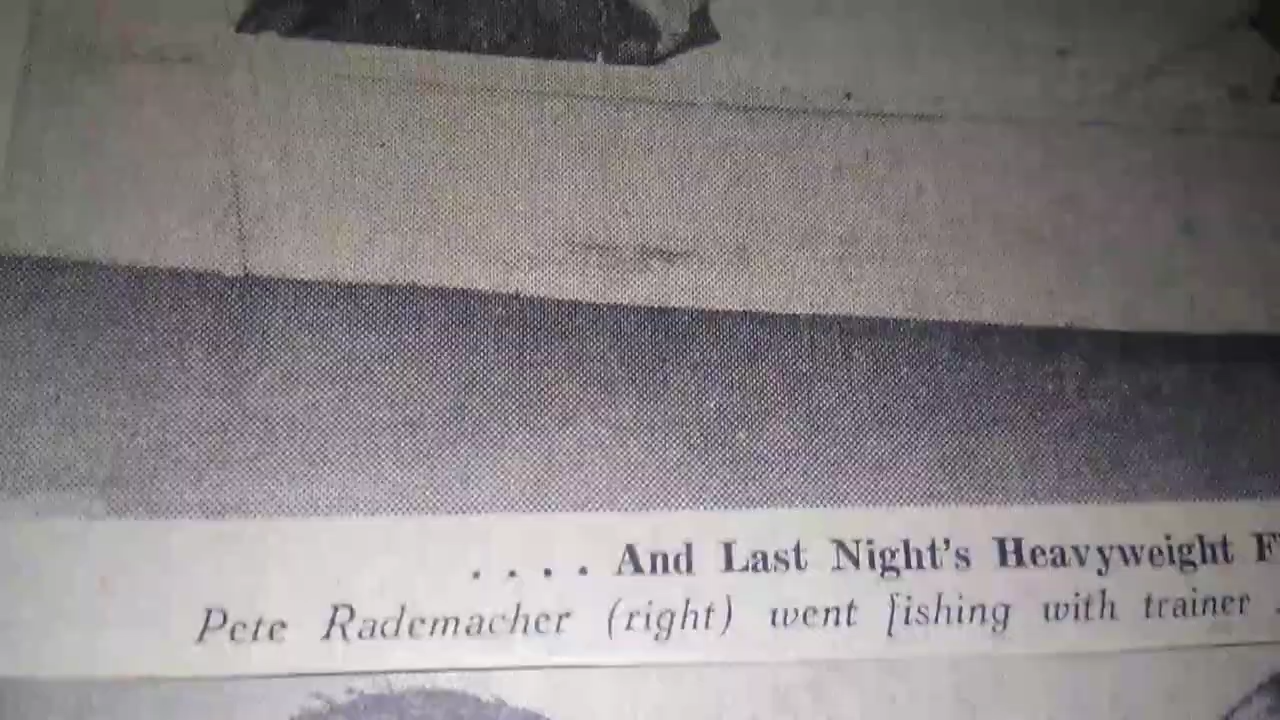 .... And Last Night's Heavyweight
Pete Rademacher (right) went fishing with trainer